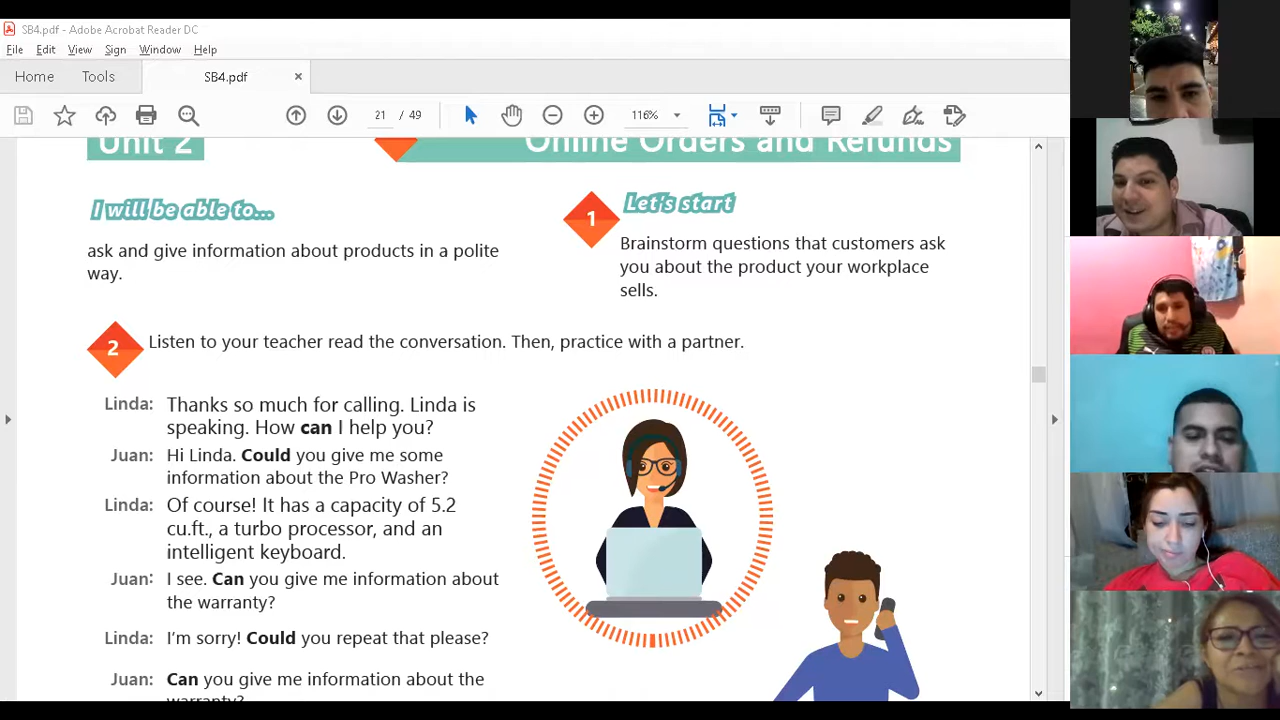 SB4.pdf - Adobe Acrobat Reader DC
File Edit View Sign Window Help
Home Tools SB4.pdf ×
21 / 49 116%
Unit 2 Online Orders and Refunds
I will be able to...
ask and give information about products in a polite
way.
1 Let's start
Brainstorm questions that customers ask
you about the product your workplace
sells.
2 Listen to your teacher read the conversation. Then, practice with a partner.
Linda: Thanks so much for calling. Linda is
speaking. How can I help you?
Juan: Hi Linda. Could you give me some
information about the Pro Washer?
Linda: Of course! It has a capacity of 5.2
cu.ft., a turbo processor, and an
intelligent keyboard.
Juan: I see. Can you give me information about
the warranty?
Linda: I'm sorry! Could you repeat that please?
Juan: Can you give me information about the
warranty?